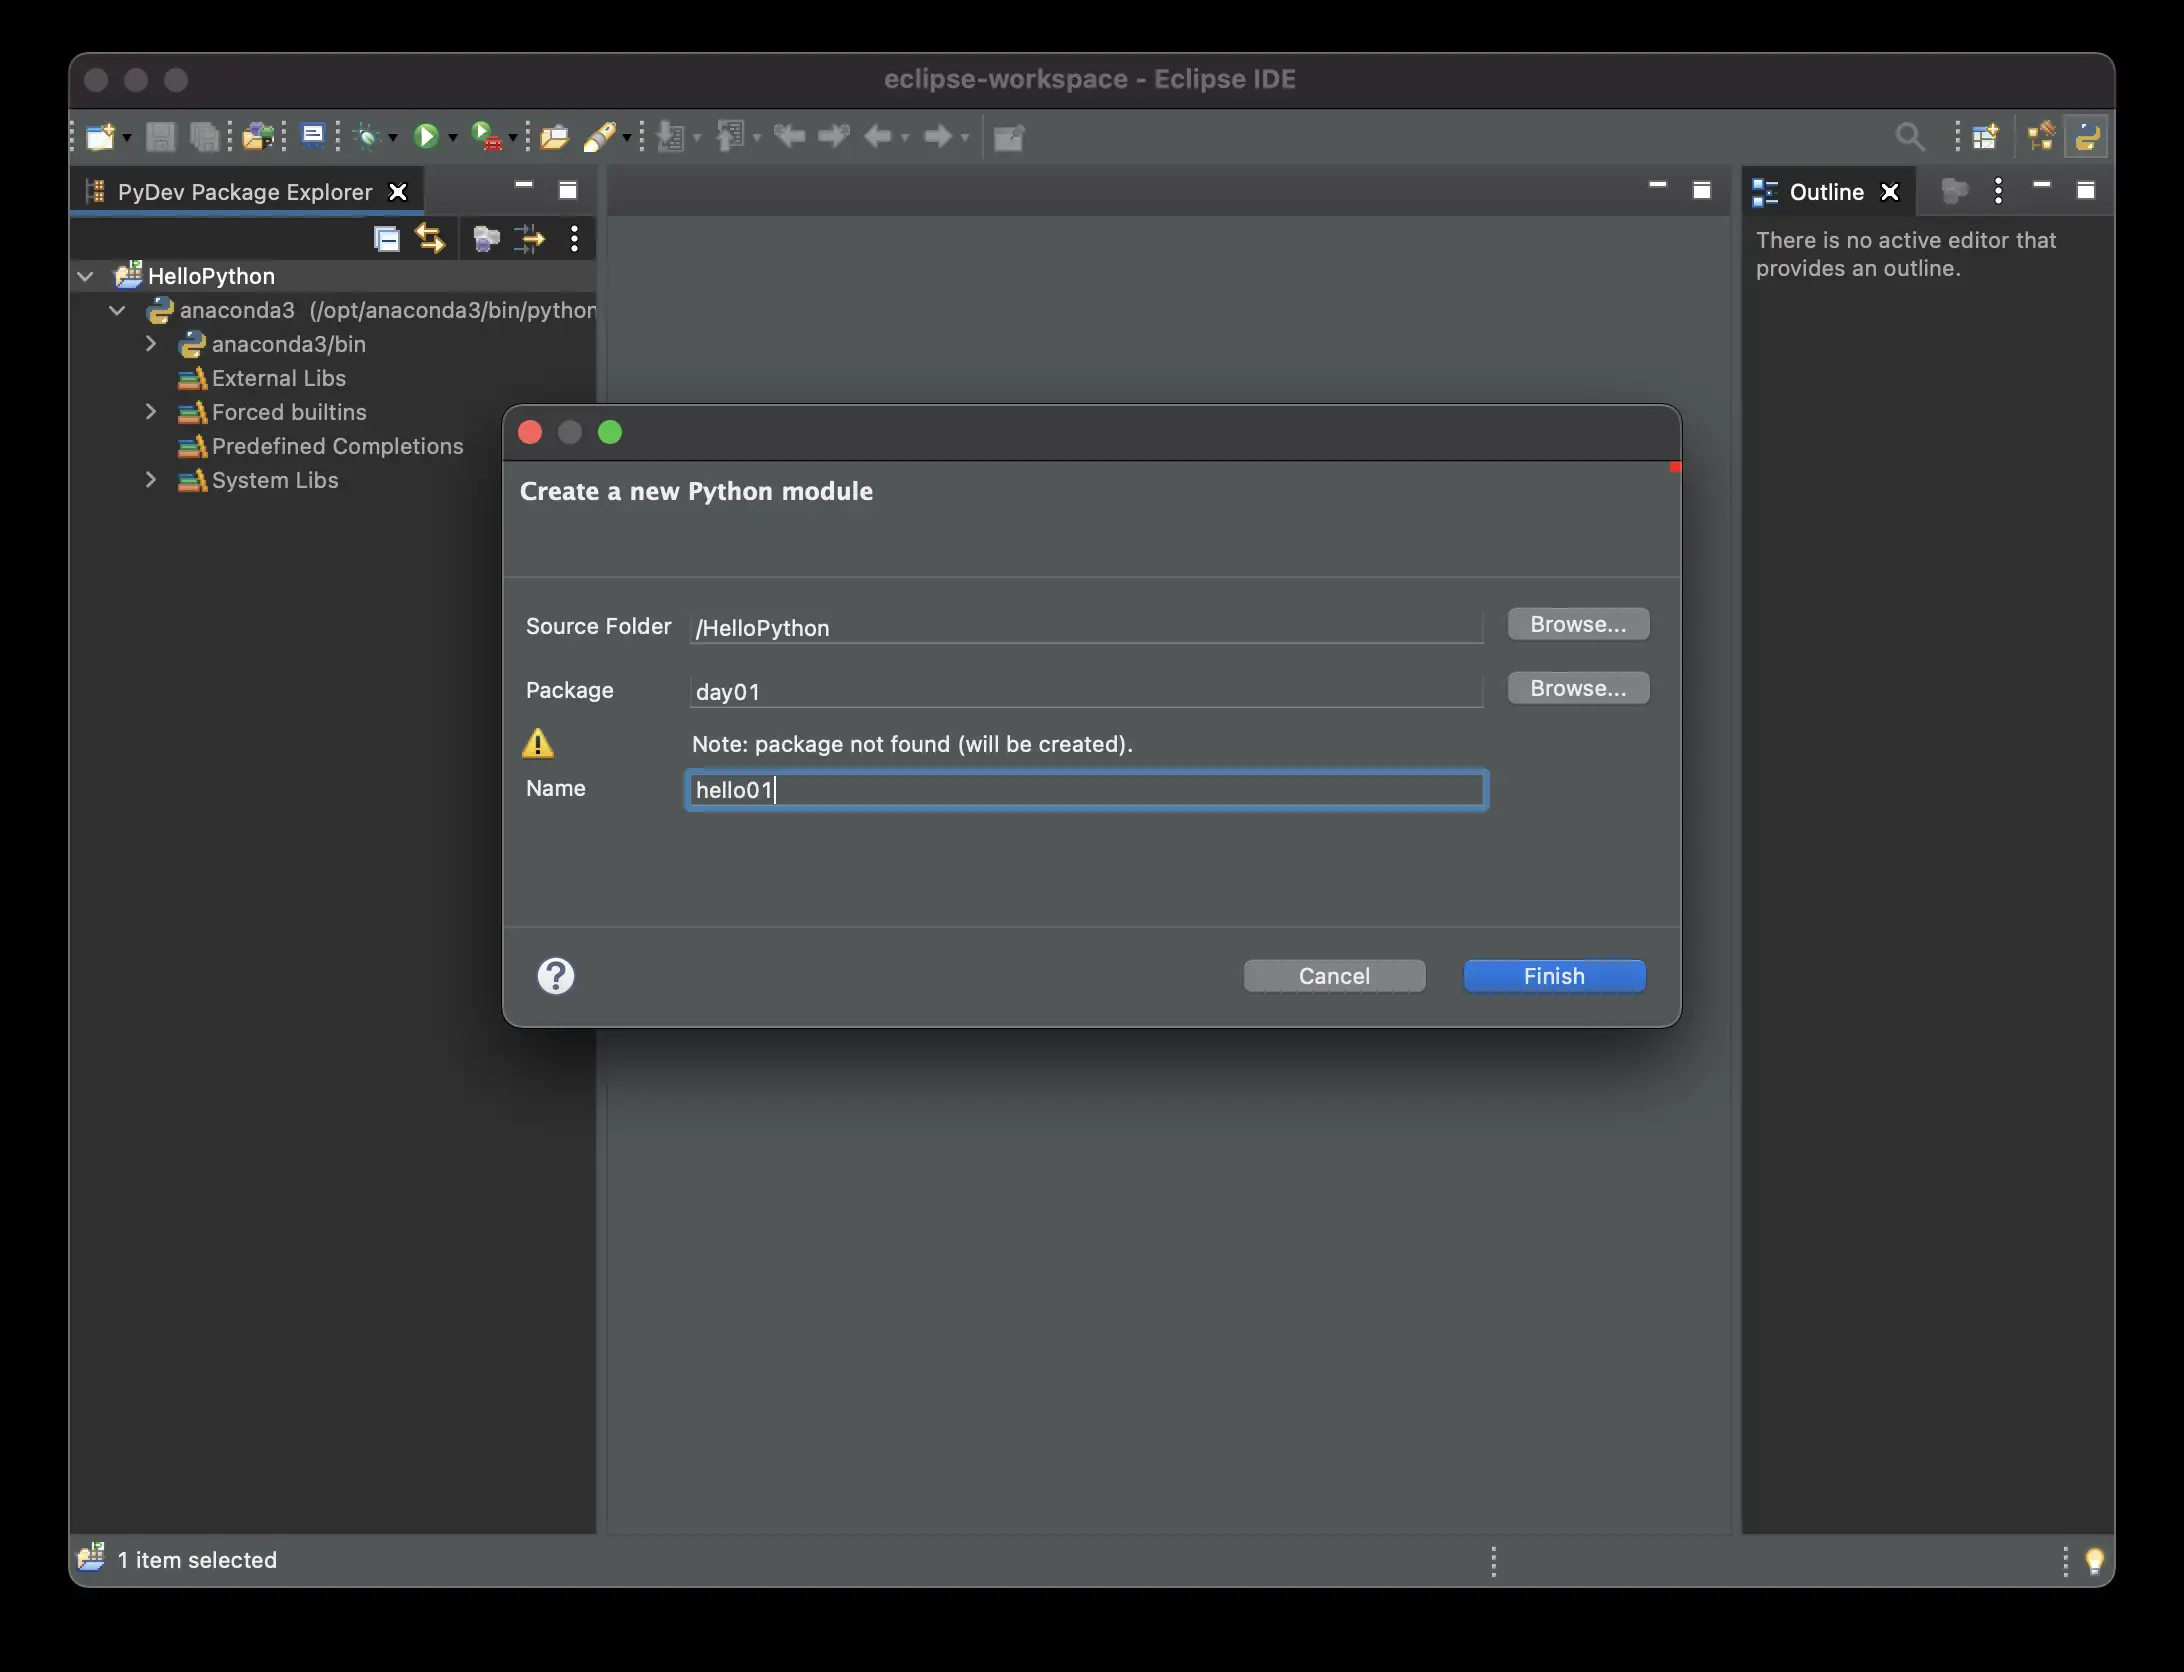 eclipse-workspace - Eclipse IDE
PyDev Package Explorer
HelloPython
anaconda3 (/opt/anaconda3/bin/python
anaconda3/bin
External Libs
Forced builtins
Predefined Completions
System Libs
Outline
There is no active editor that
provides an outline.
Create a new Python module
Source Folder /HelloPython Browse...
Package day01 Browse...
Note: package not found (will be created).
Name hello01
Cancel Finish
1 item selected